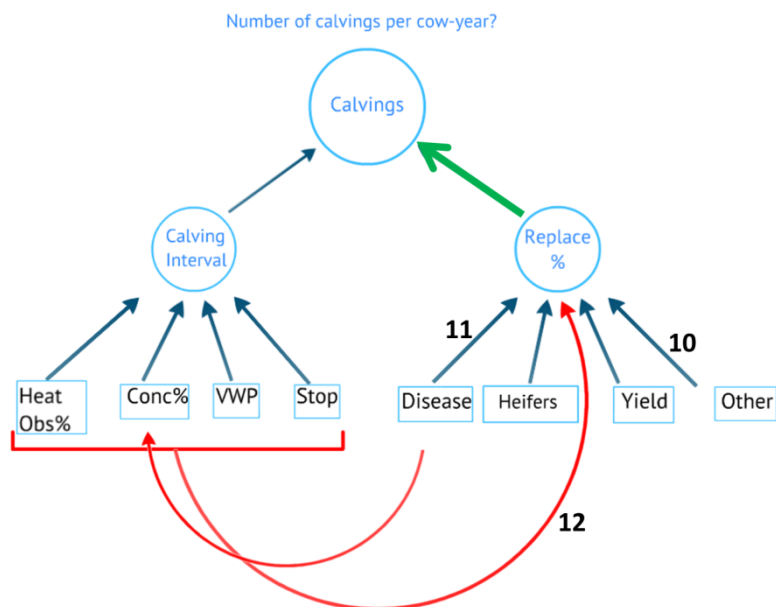 Number of calvings per cow-year?
Calvings
Calving
Interval
Replace
%
11
10
Heat
Obs%
Conc%
VWP
Stop
Disease
Heifers
Yield
Other
12